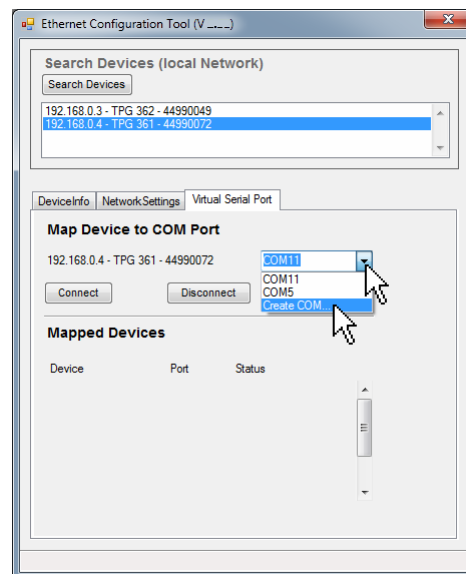 Ethernet Configuration Tool (V _._._)
Search Devices (local Network)
Search Devices
192.168.0.3 - TPG 362 - 44990049
192.168.0.4 - TPG 361 - 44990072
DeviceInfo NetworkSettings Virtual Serial Port
Map Device to COM Port
192.168.0.4 - TPG 361 - 44990072 COM11
COM11
Connect Disconnect COM5
Create COM
Mapped Devices
Device Port Status